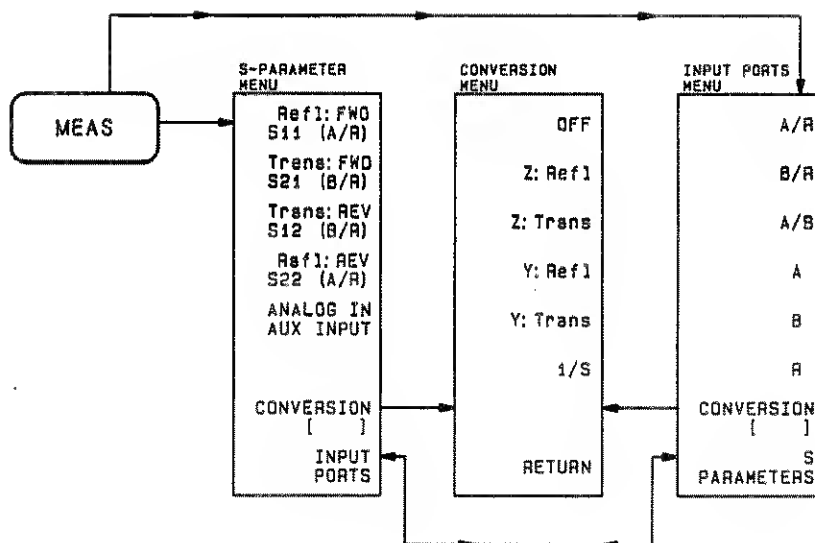 MEAS
S-PARAMETER
MENU
Refl: FWD
S11 (A/R)
Trans: FWD
S21 (B/R)
Trans: REV
S12 (B/R)
Refl: REV
S22 (A/R)
ANALOG IN
AUX INPUT
CONVERSION
[ ]
INPUT
PORTS
CONVERSION
MENU
OFF
Z: Refl
Z: Trans
Y: Refl
Y: Trans
1/S
RETURN
INPUT PORTS
MENU
A/R
B/R
A/B
A
B
R
CONVERSION
[ ]
S
PARAMETERS